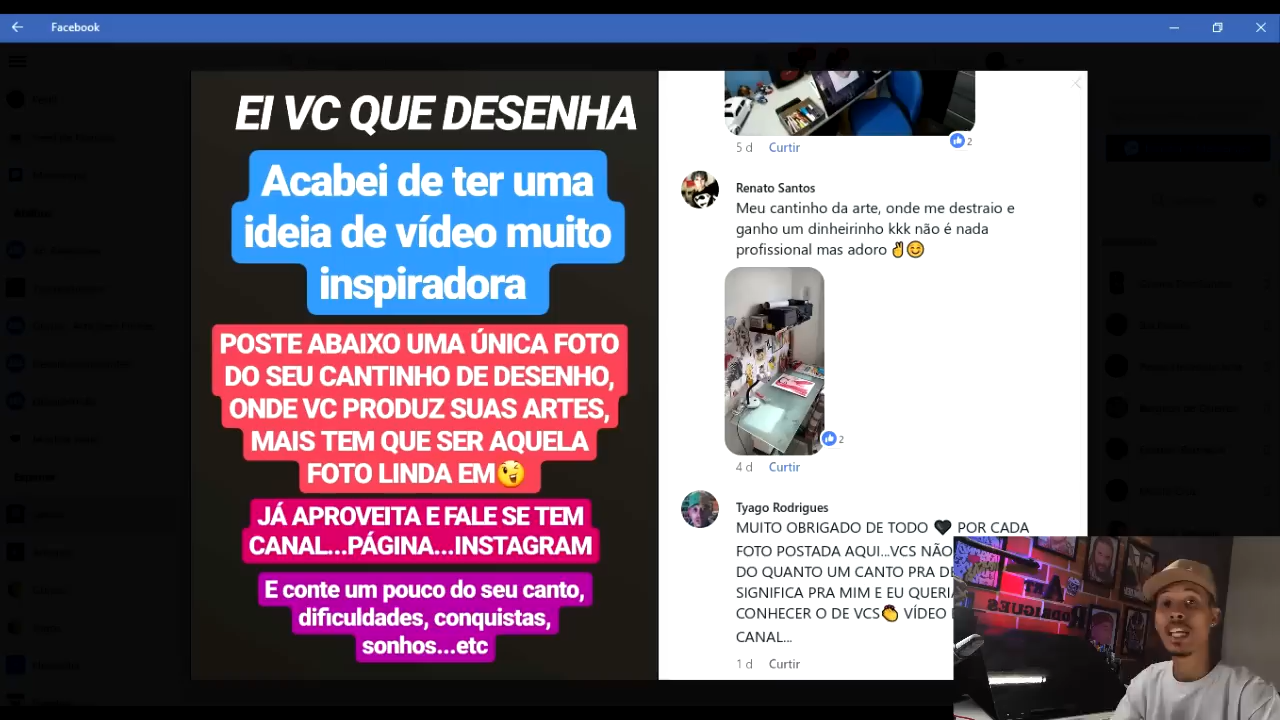 Facebook
EI VC QUE DESENHA
Acabei de ter uma
ideia de vídeo muito
inspiradora
POSTE ABAIXO UMA ÚNICA FOTO
DO SEU CANTINHO DE DESENHO,
ONDE VC PRODUZ SUAS ARTES,
MAIS TEM QUE SER AQUELA
FOTO LINDA EM😉
JÁ APROVEITA E FALE SE TEM
CANAL...PÁGINA...INSTAGRAM
E conte um pouco do seu canto,
dificuldades, conquistas,
sonhos...etc
5 d Curtir
2
Renato Santos
Meu cantinho da arte, onde me destraio e
ganho um dinheirinho kkk não é nada
profissional mas adoro ✌😊
2
4 d Curtir
Tyago Rodrigues
MUITO OBRIGADO DE TODO 🖤 POR CADA
FOTO POSTADA AQUI...VCS NÃO
DO QUANTO UM CANTO PRA
SIGNIFICA PRA MIM E EU
CONHECER O DE VCS👏 VÍDEO
CANAL...
1 d Curtir
RODRIGUES